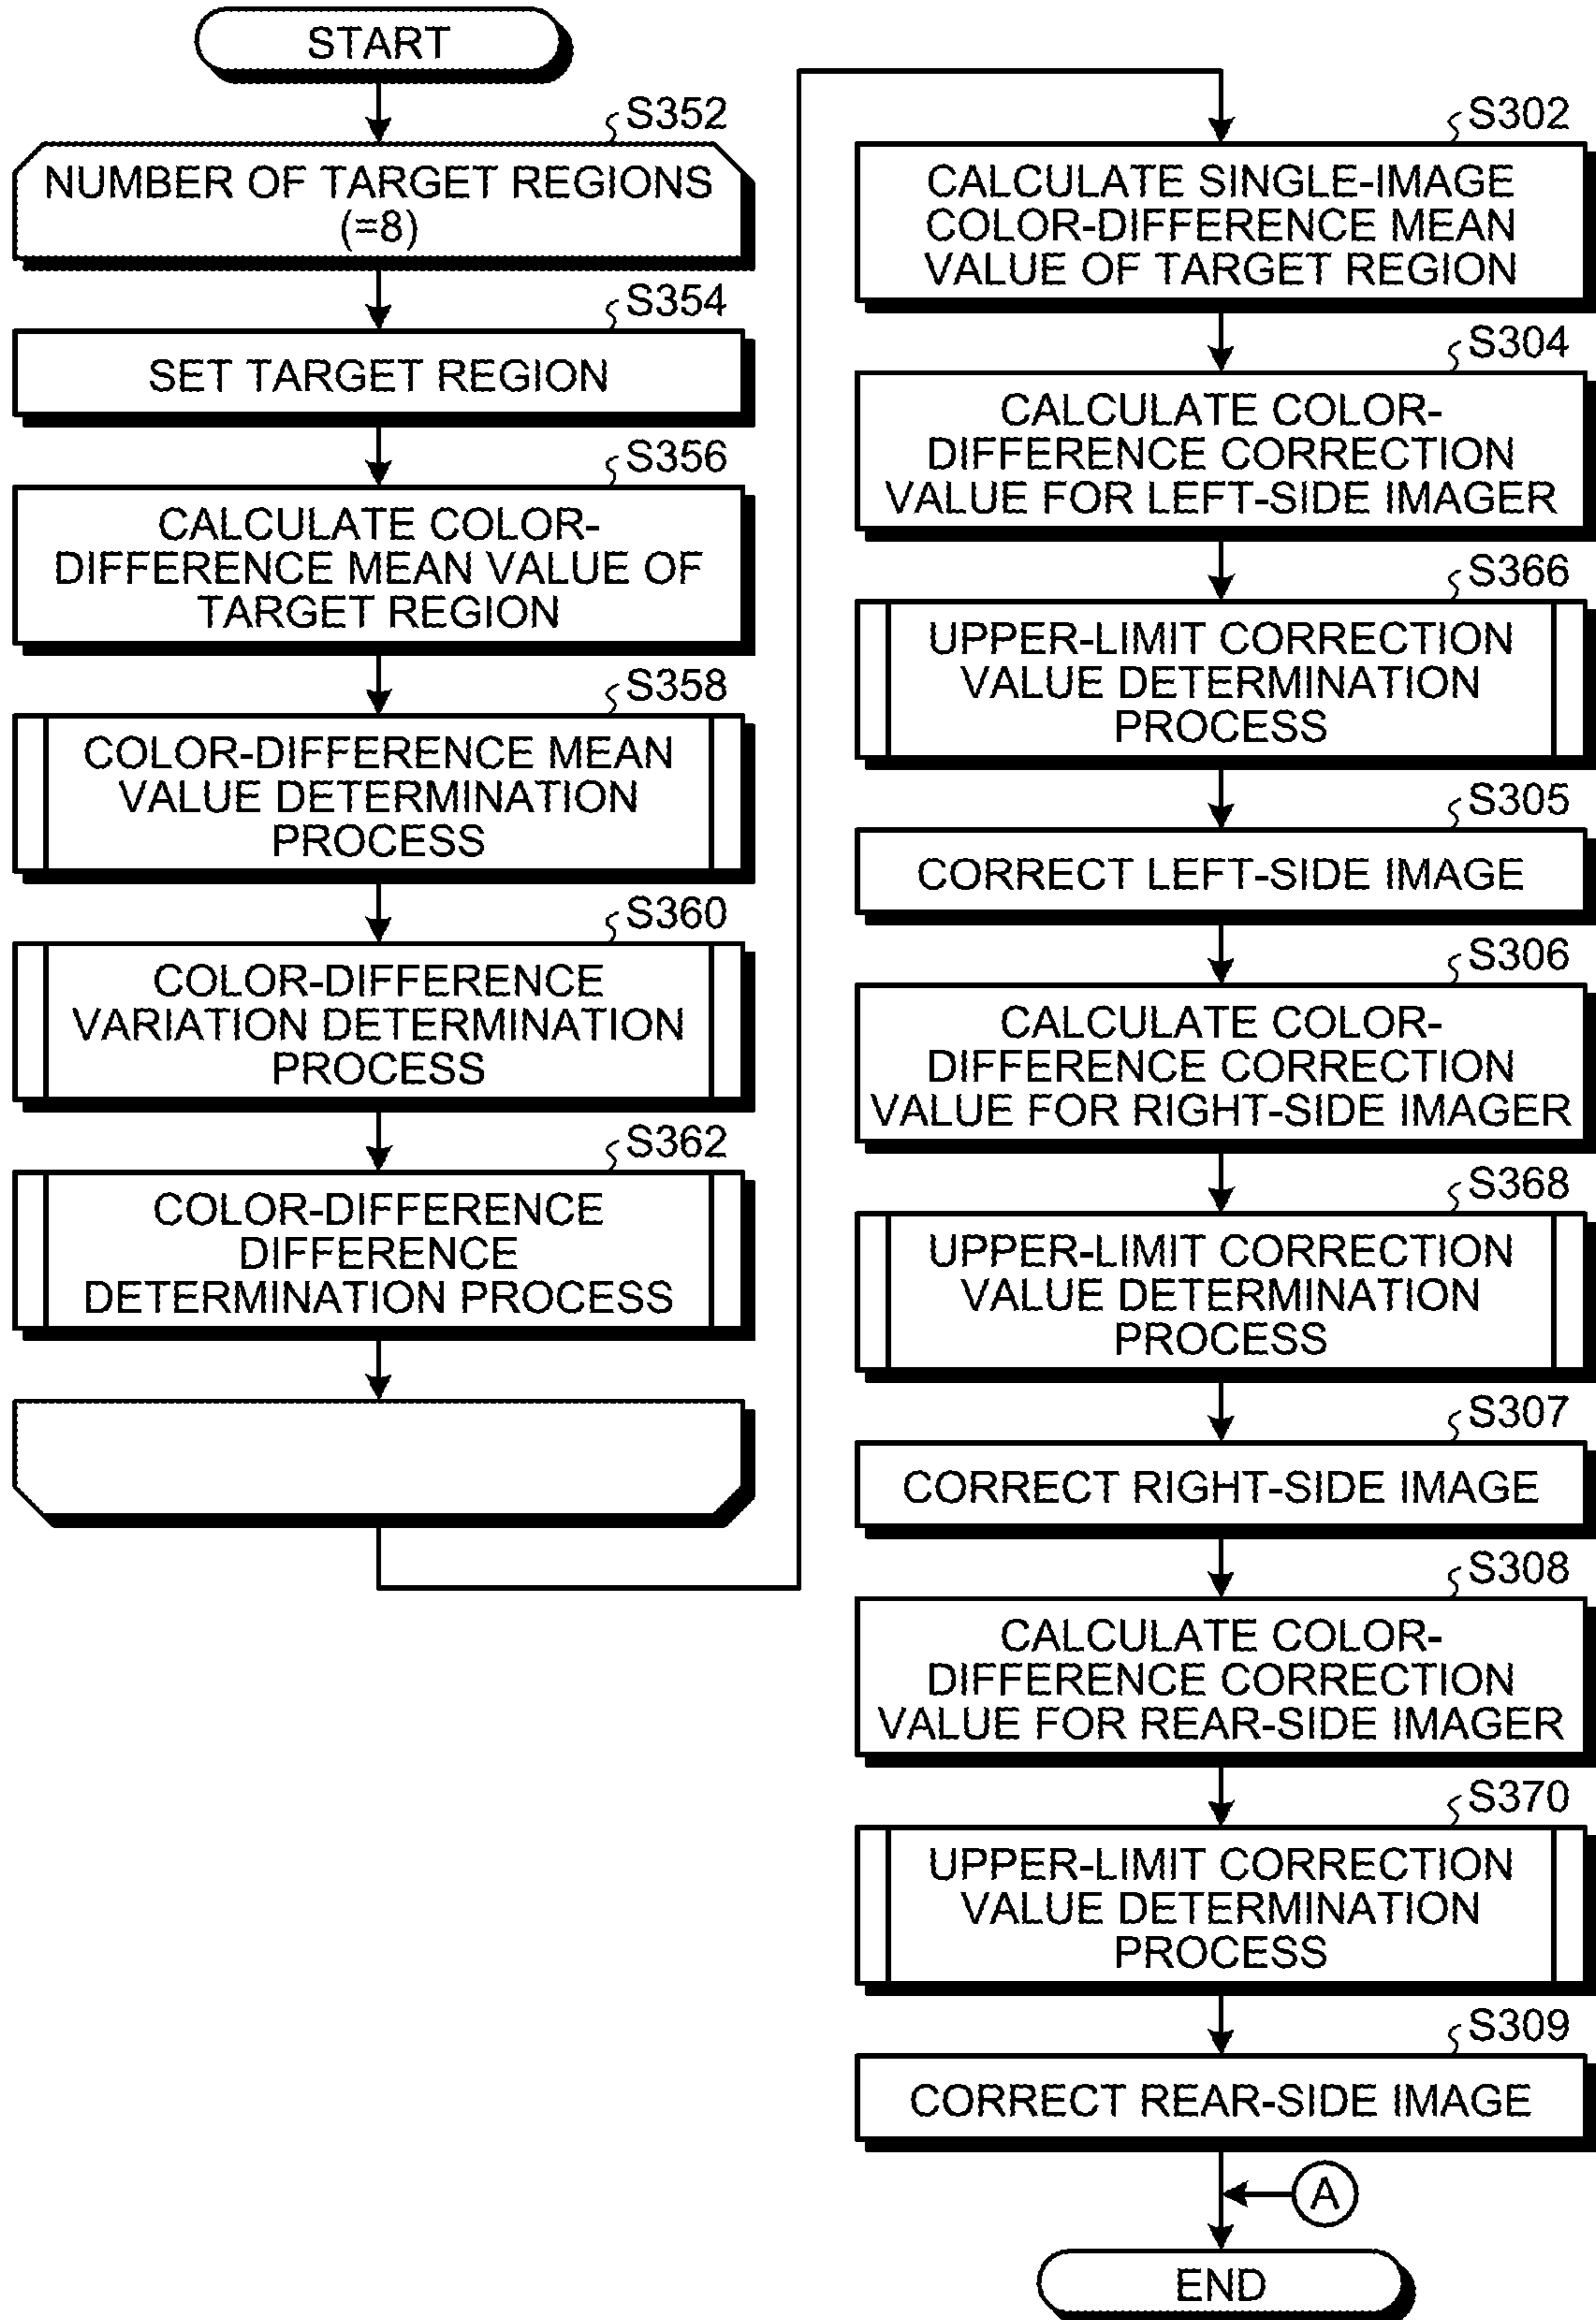 START
S352
NUMBER OF TARGET REGIONS
(=8)
S354
SET TARGET REGION
S356
CALCULATE COLOR-
DIFFERENCE MEAN VALUE OF
TARGET REGION
S358
COLOR-DIFFERENCE MEAN
VALUE DETERMINATION
PROCESS
S360
COLOR-DIFFERENCE
VARIATION DETERMINATION
PROCESS
S362
COLOR-DIFFERENCE
DIFFERENCE
DETERMINATION PROCESS
S302
CALCULATE SINGLE-IMAGE
COLOR-DIFFERENCE MEAN
VALUE OF TARGET REGION
S304
CALCULATE COLOR-
DIFFERENCE CORRECTION
VALUE FOR LEFT-SIDE IMAGER
S366
UPPER-LIMIT CORRECTION
VALUE DETERMINATION
PROCESS
S305
CORRECT LEFT-SIDE IMAGE
S306
CALCULATE COLOR-
DIFFERENCE CORRECTION
VALUE FOR RIGHT-SIDE IMAGER
S368
UPPER-LIMIT CORRECTION
VALUE DETERMINATION
PROCESS
S307
CORRECT RIGHT-SIDE IMAGE
S308
CALCULATE COLOR-
DIFFERENCE CORRECTION
VALUE FOR REAR-SIDE IMAGER
S370
UPPER-LIMIT CORRECTION
VALUE DETERMINATION
PROCESS
S309
CORRECT REAR-SIDE IMAGE
A
END